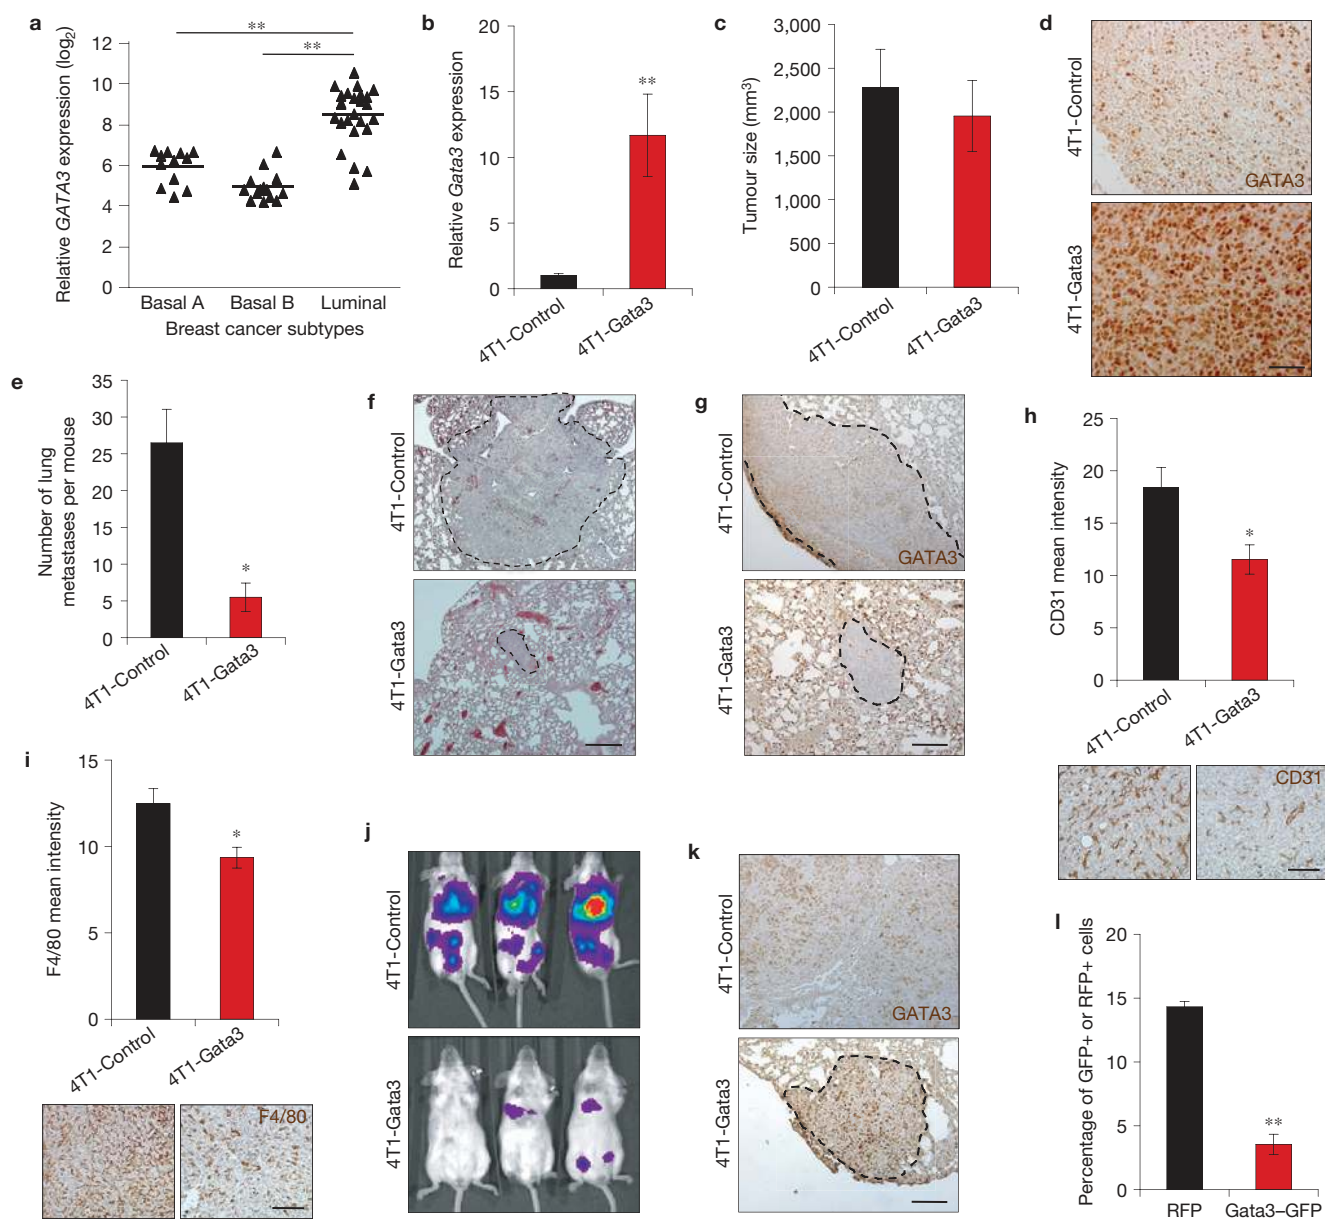 a
Relative GATA3 expression (log2)
12
10
8
6
4
2
0
**
**
Basal A
Basal B
Luminal
Breast cancer subtypes
b
Relative Gata3 expression
20
15
10
5
0
**
4T1-Control
4T1-Gata3
c
Tumour size (mm³)
3,000
2,500
2,000
1,500
1,000
500
0
4T1-Control
4T1-Gata3
d
4T1-Control
GATA3
4T1-Gata3
e
Number of lung
metastases per mouse
35
30
25
20
15
10
5
0
*
4T1-Control
4T1-Gata3
f
4T1-Control
4T1-Gata3
g
4T1-Control
GATA3
4T1-Gata3
h
CD31 mean intensity
25
20
15
10
5
0
*
4T1-Control
4T1-Gata3
CD31
i
F4/80 mean intensity
15
10
5
0
*
4T1-Control
4T1-Gata3
F4/80
j
4T1-Control
4T1-Gata3
k
4T1-Control
GATA3
4T1-Gata3
l
Percentage of GFP+ or RFP+ cells
20
15
10
5
0
**
RFP
Gata3–GFP